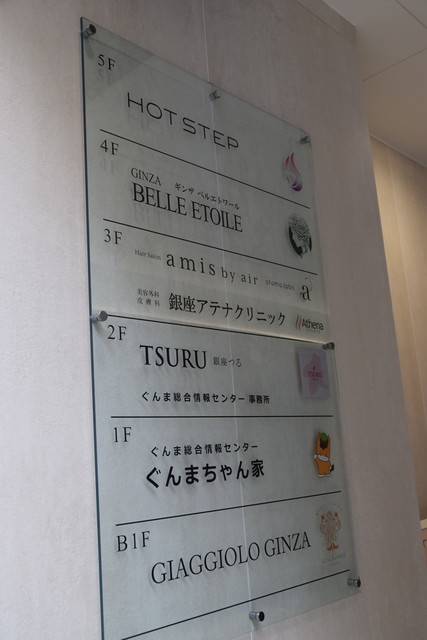 5F
HOT STEP
4F
GINZA ギンザ ベルエトワール
BELLE ETOILE
3F
Hair Salon amis by air
美容外科
皮膚科
銀座アテナクリニック
Athena
2F
TSURU 銀座つる
ぐんま総合情報センター 事務所
1F
ぐんま総合情報センター
ぐんまちゃん家
B1F
GIAGGIOLO GINZA